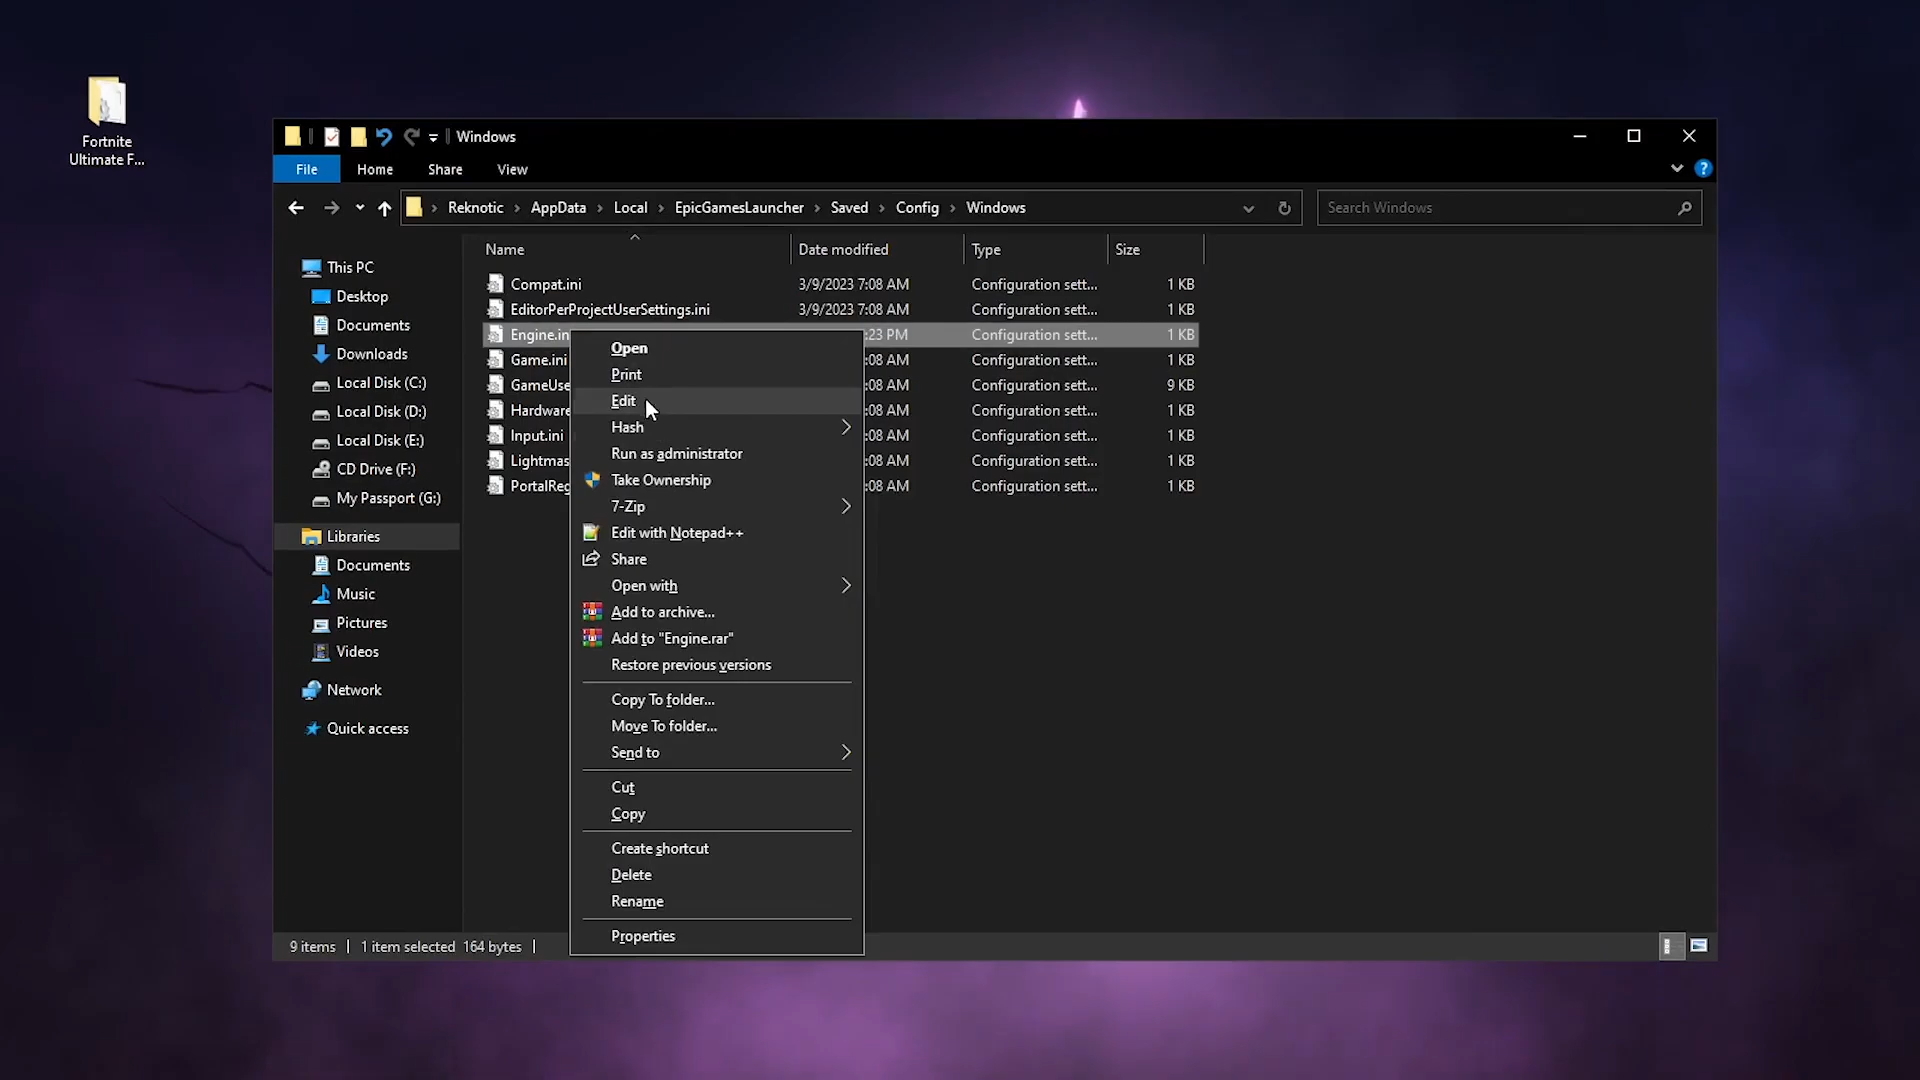 Fortnite
Ultimate F...
Windows
File
Home
Share
View
Reknotic
AppData
Local
EpicGamesLauncher
Saved
Config
Windows
Search Windows
Name
Date modified
Type
Size
This PC
Desktop
Documents
Downloads
Local Disk (C:)
Local Disk (D:)
Local Disk (E:)
CD Drive (F:)
My Passport (G:)
Libraries
Documents
Music
Pictures
Videos
Network
Quick access
Compat.ini 3/9/2023 7:08 AM Configuration sett... 1 KB
EditorPerProjectUserSettings.ini 3/9/2023 7:08 AM Configuration sett... 1 KB
Engine.in :23 PM Configuration sett... 1 KB
Game.ini :08 AM Configuration sett... 1 KB
GameUse :08 AM Configuration sett... 9 KB
Hardware :08 AM Configuration sett... 1 KB
Input.ini :08 AM Configuration sett... 1 KB
Lightmas :08 AM Configuration sett... 1 KB
PortalReg :08 AM Configuration sett... 1 KB
Open
Print
Edit
Hash
Run as administrator
Take Ownership
7-Zip
Edit with Notepad++
Share
Open with
Add to archive...
Add to "Engine.rar"
Restore previous versions
Copy To folder...
Move To folder...
Send to
Cut
Copy
Create shortcut
Delete
Rename
Properties
9 items
1 item selected 164 bytes